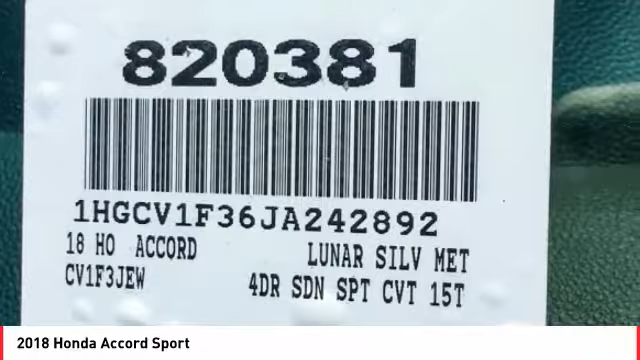 820381
1HGCV1F36JA242892
18 HO ACCORD LUNAR SILV MET
CV1F3JEW 4DR SDN SPT CVT 15T
2018 Honda Accord Sport